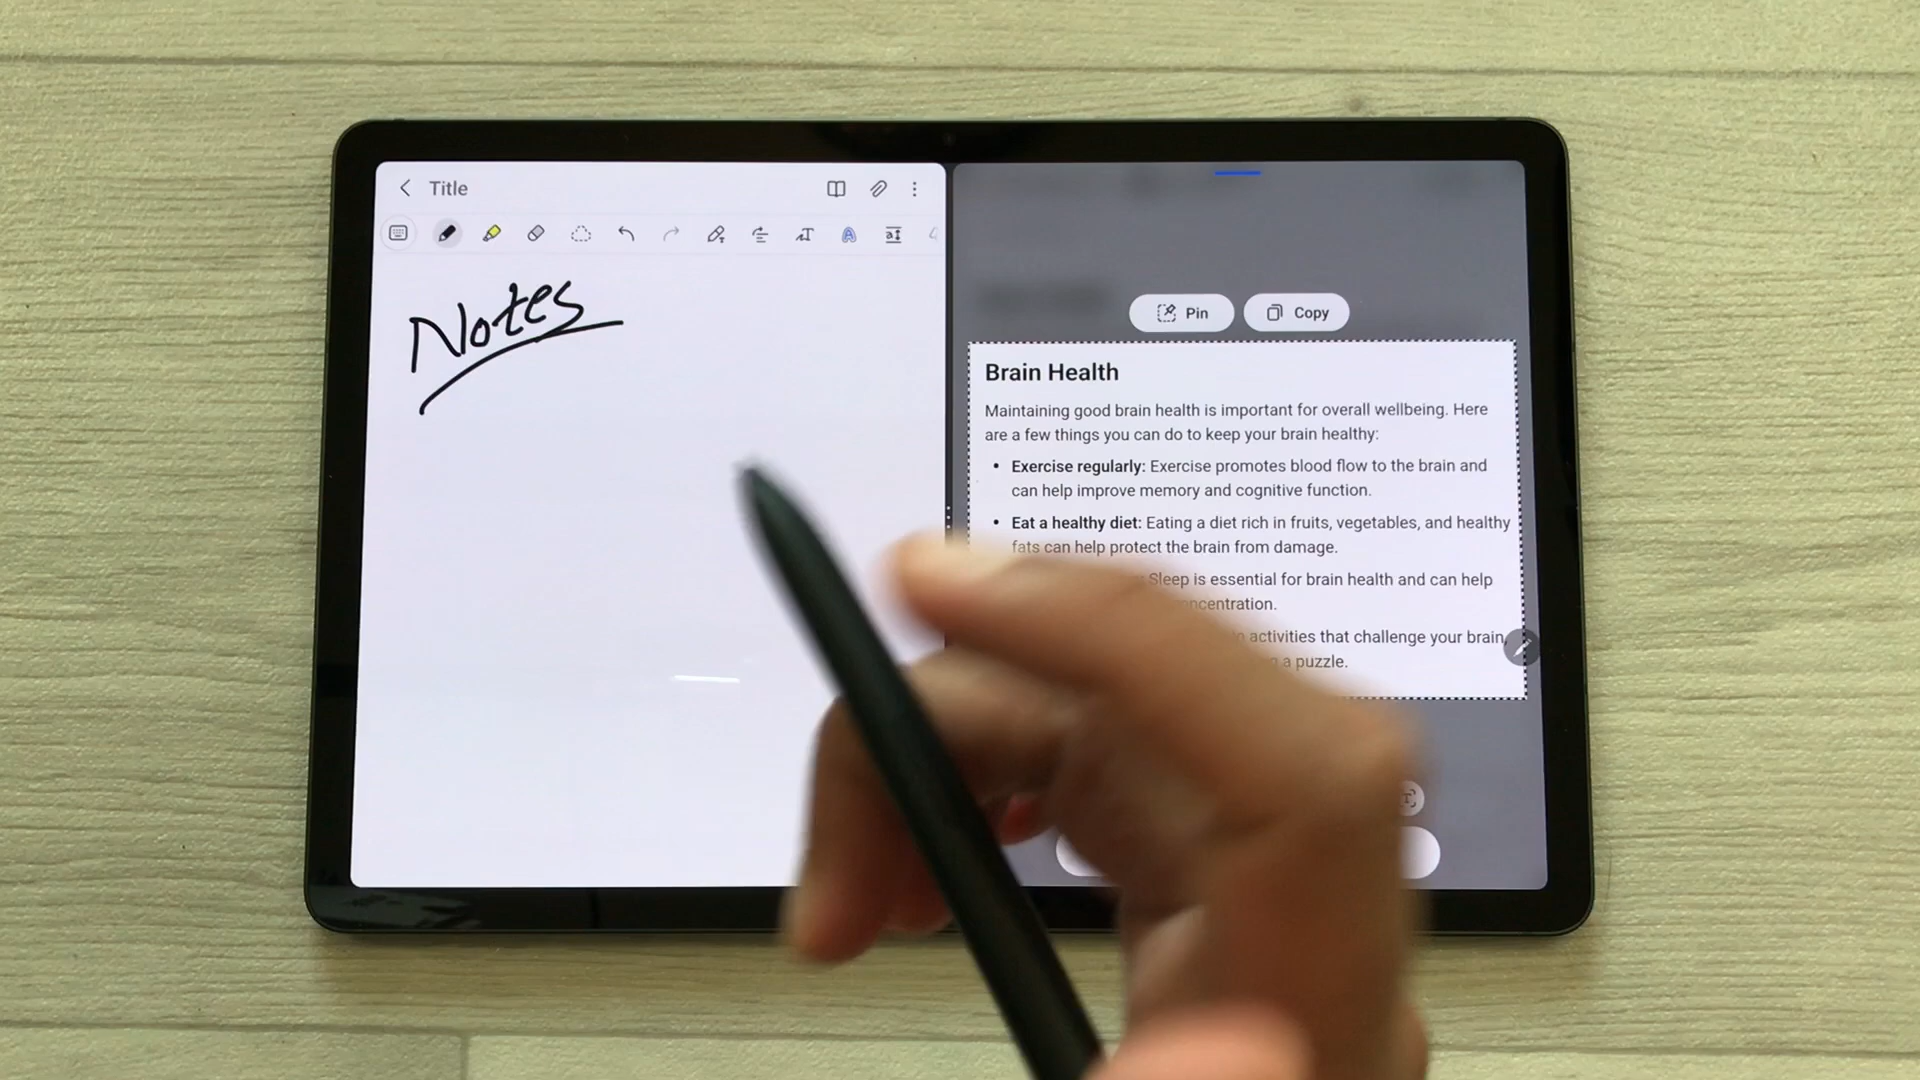 Title
Notes
Pin
Copy
Brain Health
Maintaining good brain health is important for overall wellbeing. Here
are a few things you can do to keep your brain healthy:
• Exercise regularly: Exercise promotes blood flow to the brain and
can help improve memory and cognitive function.
• Eat a healthy diet: Eating a diet rich in fruits, vegetables, and healthy
fats can help protect the brain from damage.
Sleep is essential for brain health and can help
concentration.
activities that challenge your brain,
a puzzle.